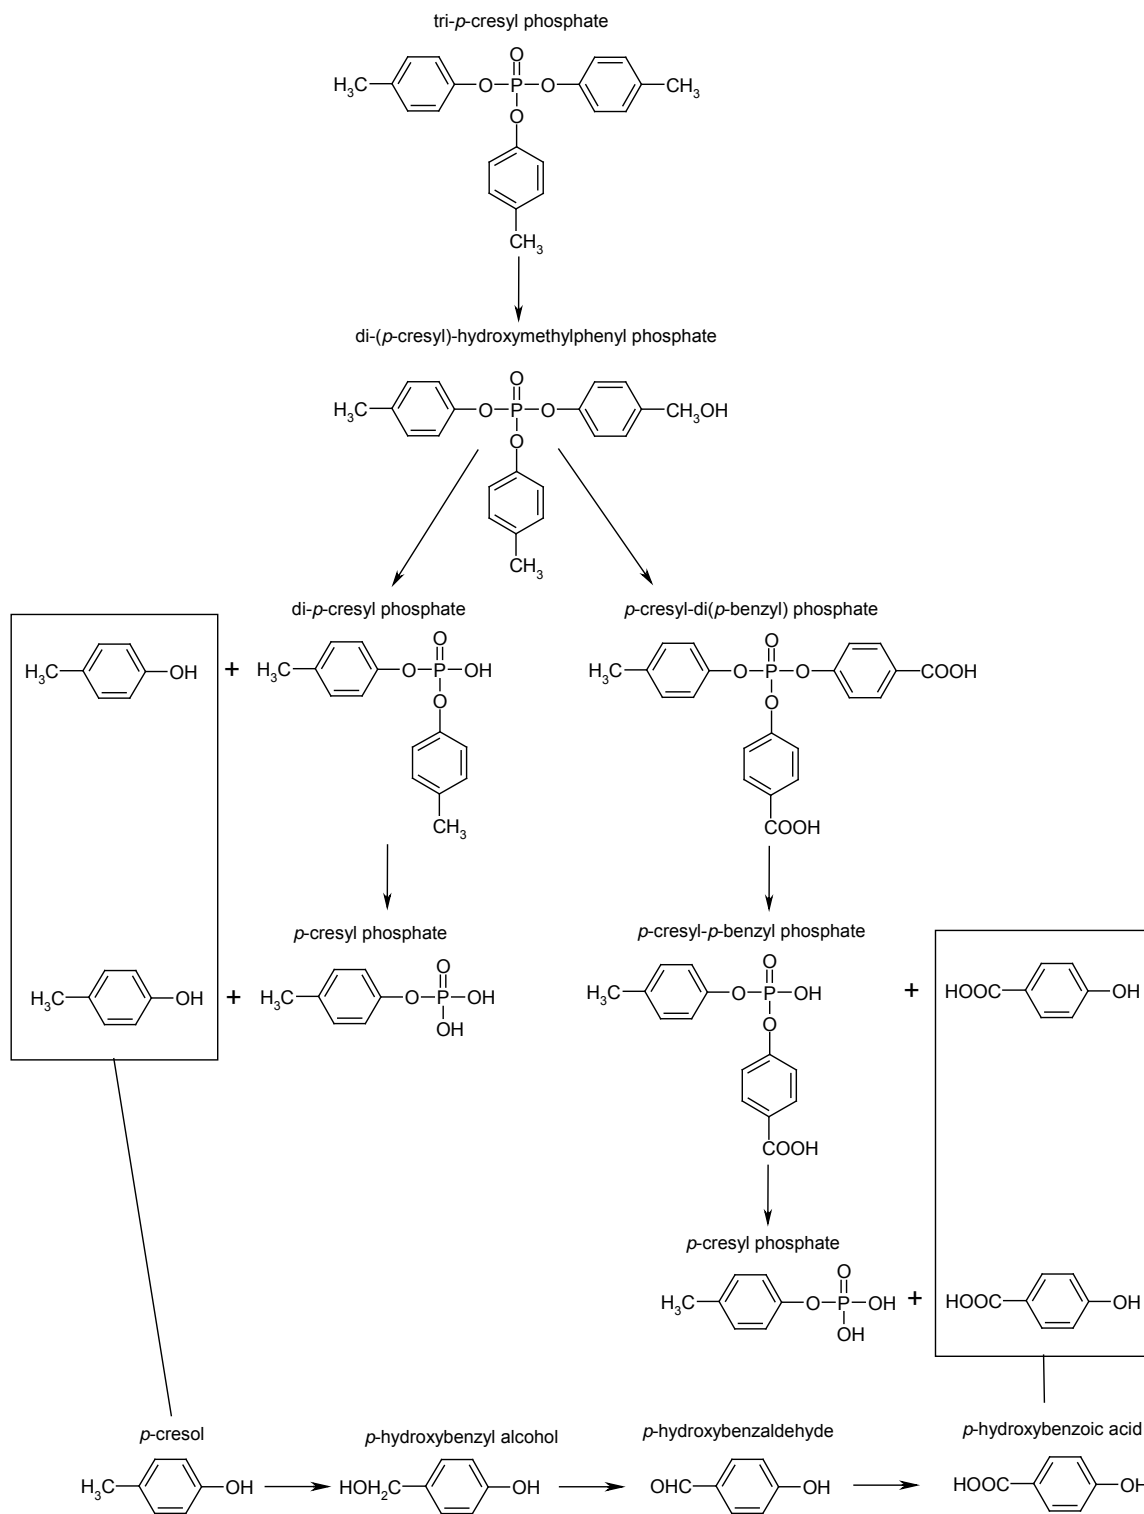 tri-p-cresyl phosphate
O
H3C O P O CH3
O
CH3
di-(p-cresyl)-hydroxymethylphenyl phosphate
O
H3C O P O CH3OH
O
CH3
di-p-cresyl phosphate p-cresyl-di(p-benzyl) phosphate
H3C OH + H3C O P OH
O
O
CH3
O
H3C O P O COOH
O
COOH
p-cresyl phosphate p-cresyl-p-benzyl phosphate
H3C OH + H3C O P OH
O
OH
O
H3C O P OH + HOOC OH
O
COOH
p-cresyl phosphate
O
H3C O P OH + HOOC OH
OH
p-cresol p-hydroxybenzyl alcohol p-hydroxybenzaldehyde p-hydroxybenzoic acid
H3C OH HOH2C OH OHC OH HOOC OH